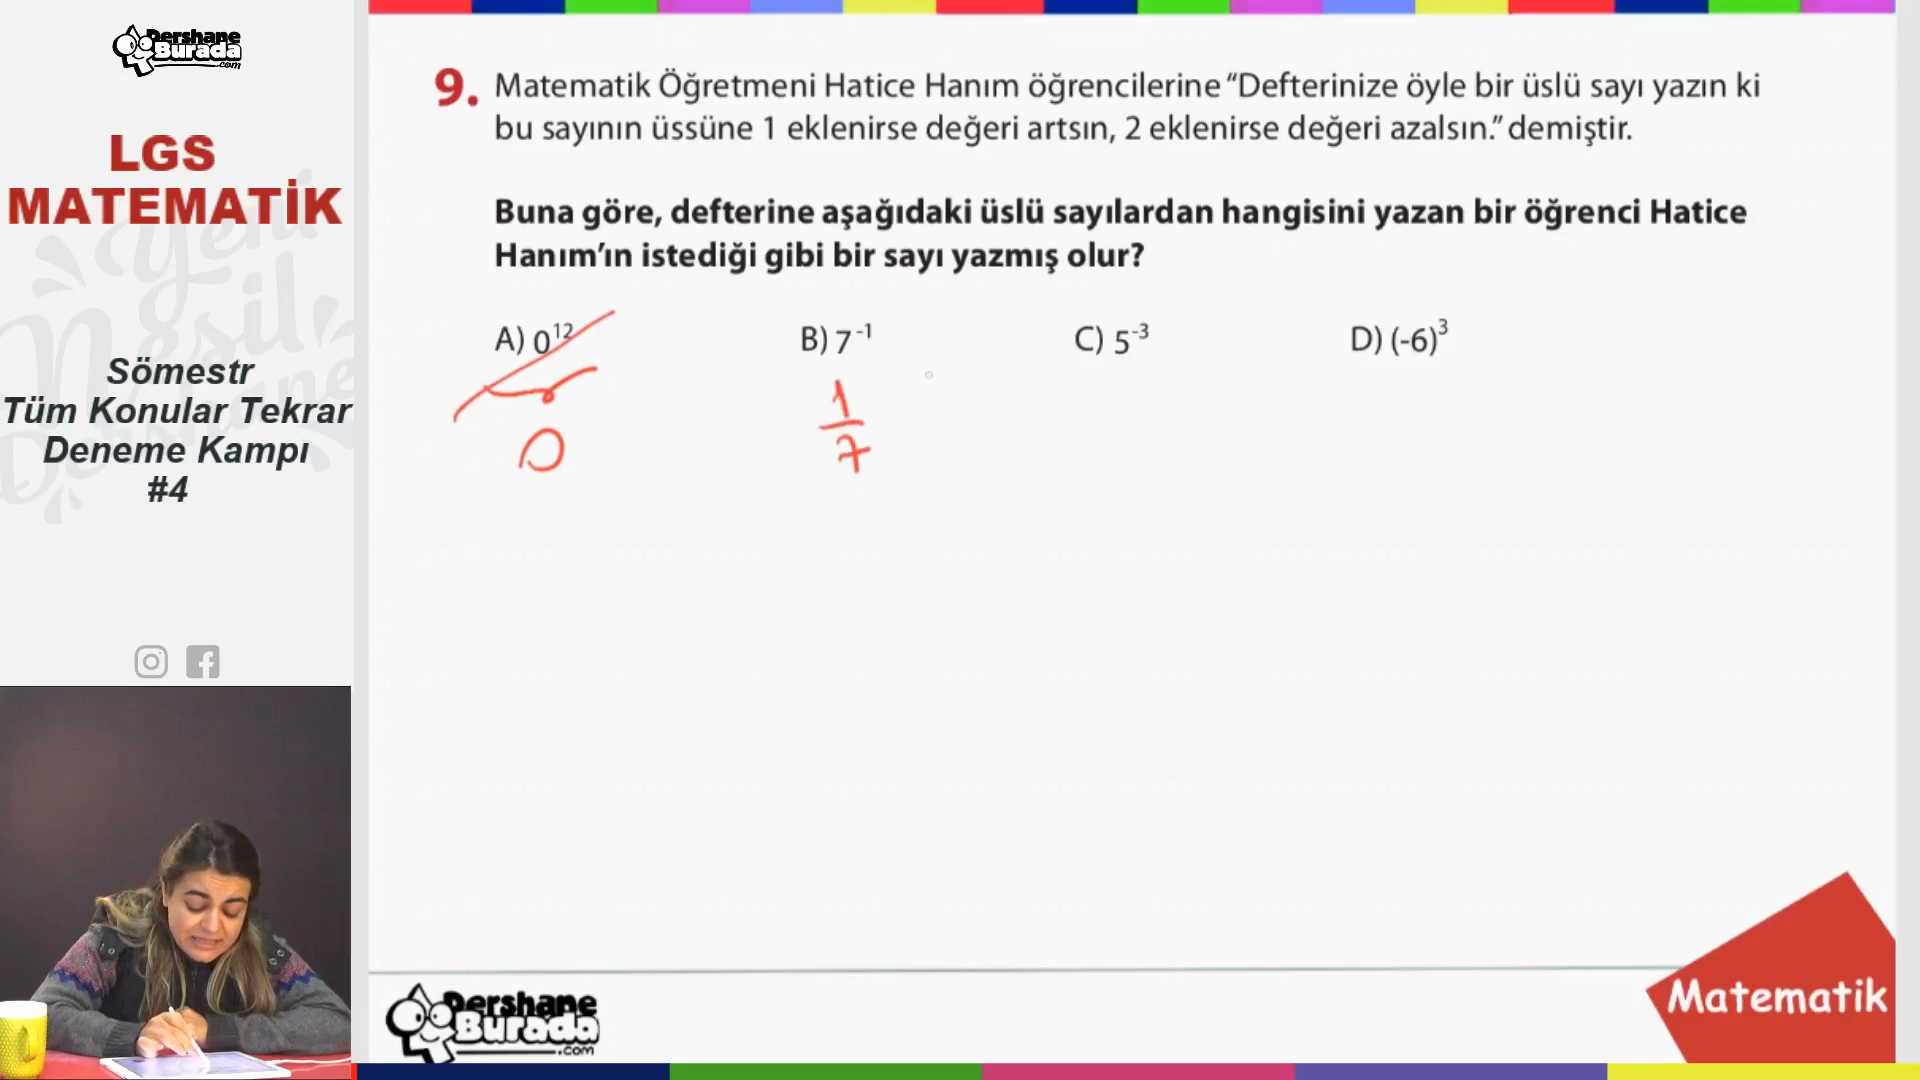 Dershane
Burada
.com
LGS
MATEMATİK
Yeni
Nesil
Dershane
Sömestr
Tüm Konular Tekrar
Deneme Kampı
#4
9. Matematik Öğretmeni Hatice Hanım öğrencilerine “Defterinize öyle bir üslü sayı yazın ki
bu sayının üssüne 1 eklenirse değeri artsın, 2 eklenirse değeri azalsın.” demiştir.
Buna göre, defterine aşağıdaki üslü sayılardan hangisini yazan bir öğrenci Hatice
Hanım’ın istediği gibi bir sayı yazmış olur?
A) 0¹² B) 7⁻¹ C) 5⁻³ D) (-6)³
0
1
7
Dershane
Burada
.com
Matematik